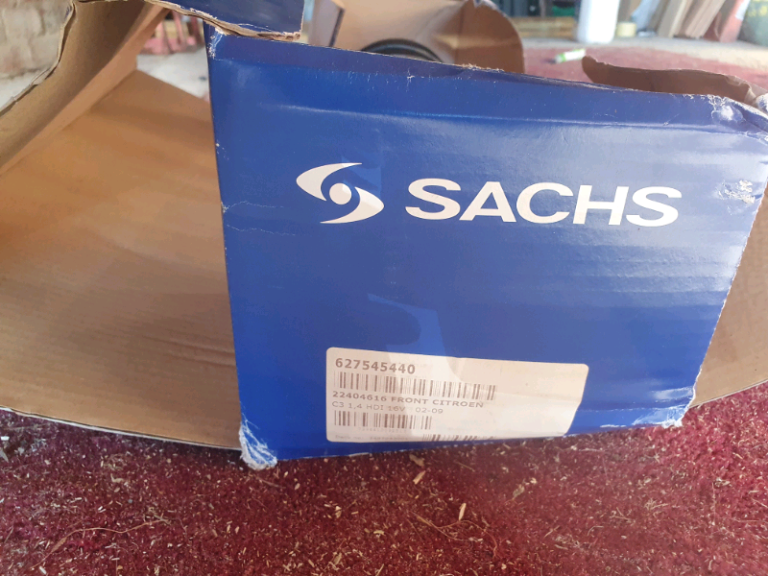 SACHS
627545440
22404616 FRONT CITROEN
C3 1,4 HDI 16V 02-09